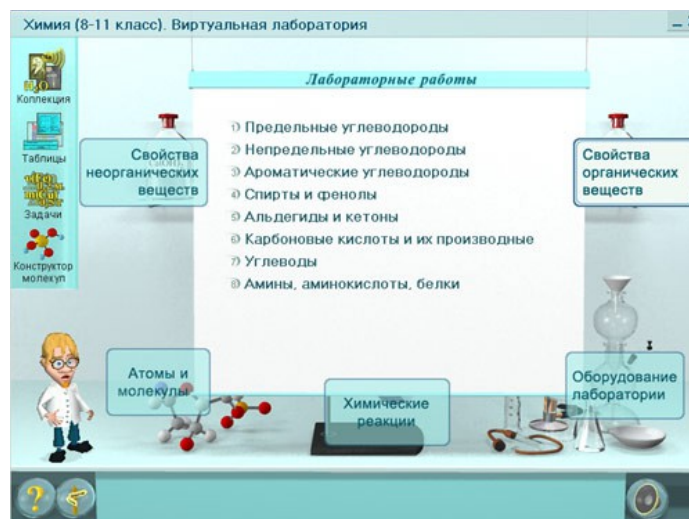 Химия (8-11 класс). Виртуальная лаборатория
Лабораторные работы
Коллекция
Таблицы
Задачи
Конструктор
молекул
Свойства
неорганических
веществ
1) Предельные углеводороды
2) Непредельные углеводороды
3) Ароматические углеводороды
4) Спирты и фенолы
5) Альдегиды и кетоны
6) Карбоновые кислоты и их производные
7) Углеводы
8) Амины, аминокислоты, белки
Свойства
органических
веществ
Атомы и
молекулы
Химические
реакции
Оборудование
лаборатории
?